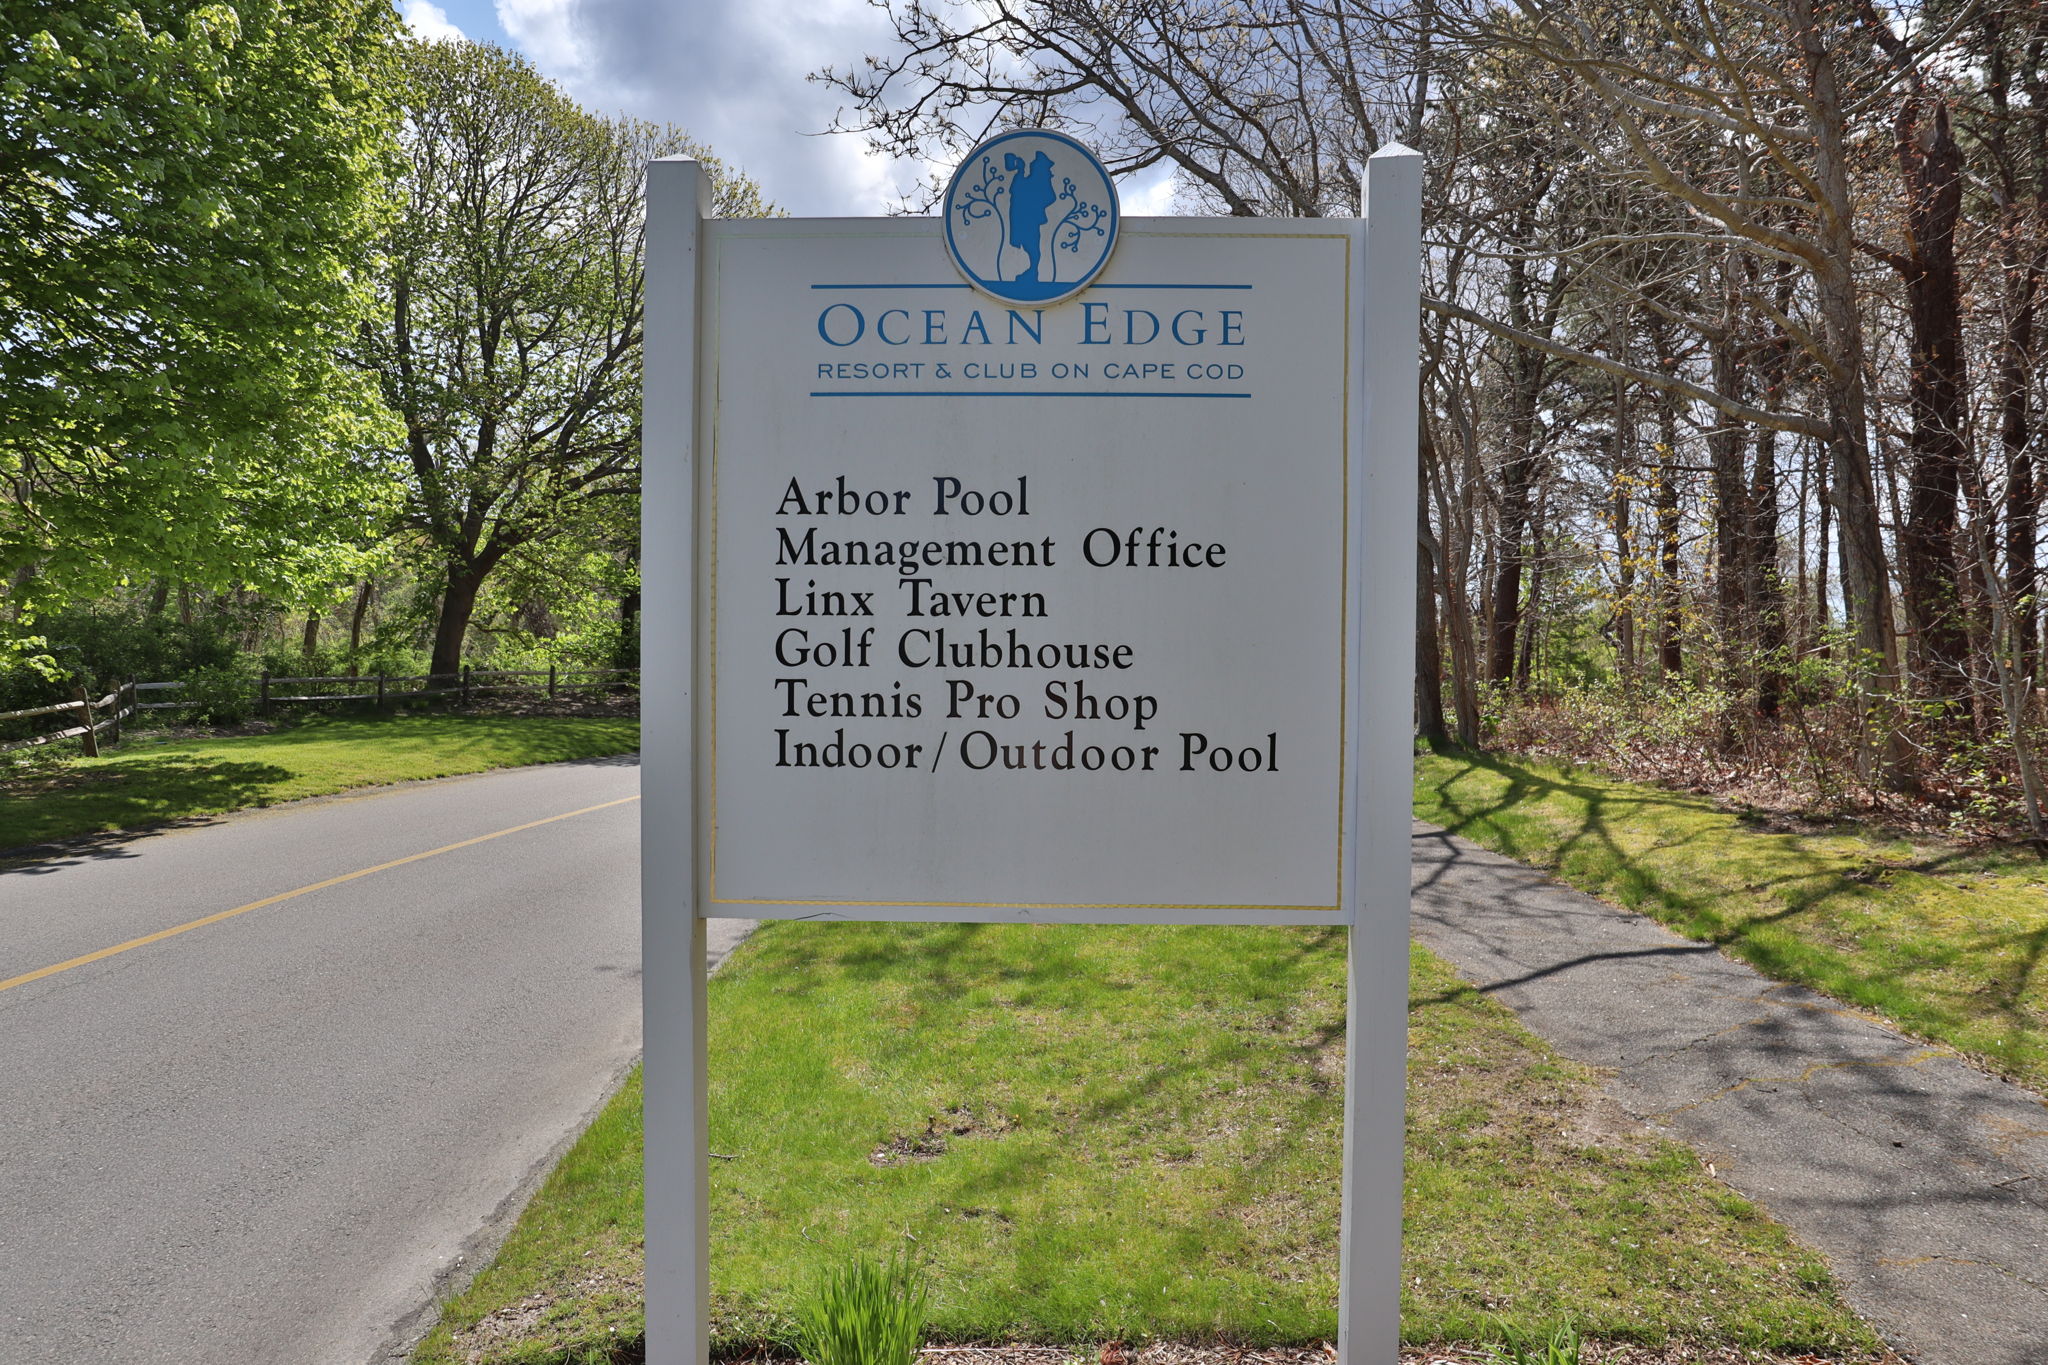 OCEAN EDGE
RESORT & CLUB ON CAPE COD
Arbor Pool
Management Office
Linx Tavern
Golf Clubhouse
Tennis Pro Shop
Indoor/Outdoor Pool